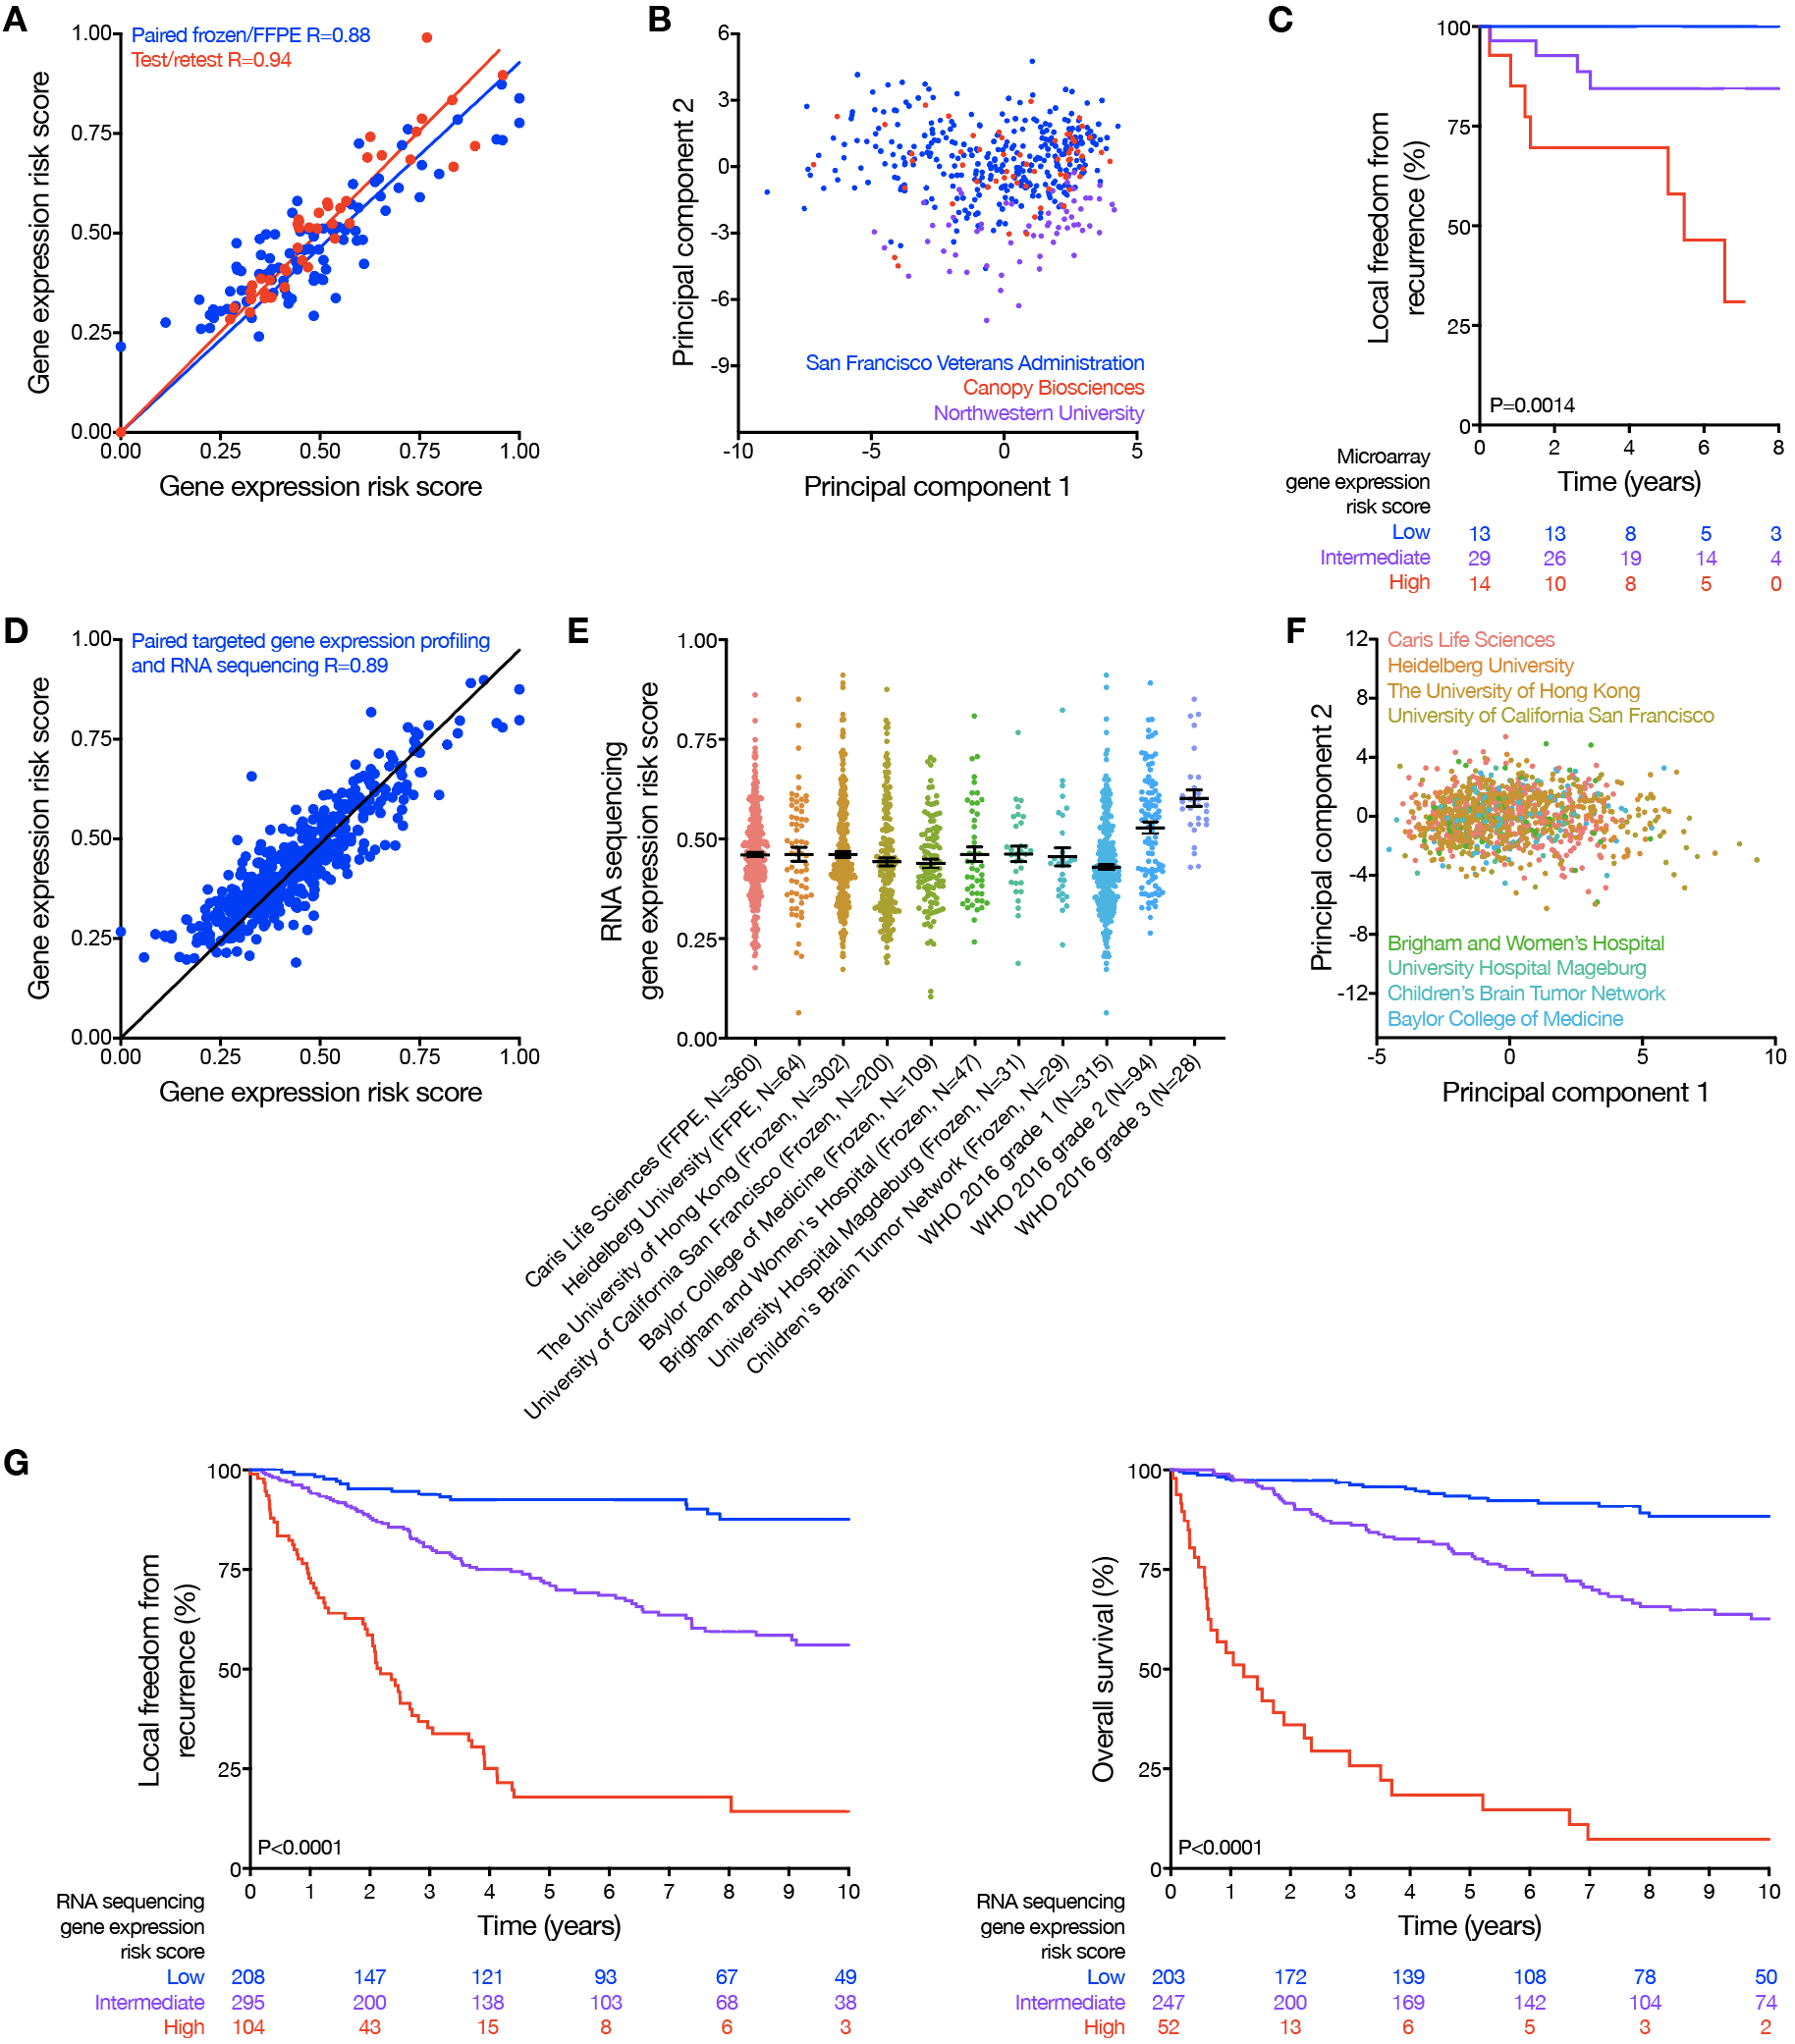 A
Paired frozen/FFPE R=0.88
Test/retest R=0.94
Gene expression risk score
1.00
0.75
0.50
0.25
0.00
0.00 0.25 0.50 0.75 1.00
Gene expression risk score
B
Principal component 2
6
3
0
-3
-6
-9
San Francisco Veterans Administration
Canopy Biosciences
Northwestern University
-10 -5 0 5
Principal component 1
C
Local freedom from
recurrence (%)
100
75
50
25
0
P=0.0014
0 2 4 6 8
Time (years)
Microarray
gene expression
risk score
Low 13 13 8 5 3
Intermediate 29 26 19 14 4
High 14 10 8 5 0
D
Paired targeted gene expression profiling
and RNA sequencing R=0.89
Gene expression risk score
1.00
0.75
0.50
0.25
0.00
0.00 0.25 0.50 0.75 1.00
Gene expression risk score
E
RNA sequencing
gene expression risk score
1.00
0.75
0.50
0.25
0.00
Caris Life Sciences (FFPE, N=360)
Heidelberg University (FFPE, N=64)
The University of Hong Kong (Frozen, N=302)
University of California San Francisco (Frozen, N=200)
Baylor College of Medicine (Frozen, N=109)
Brigham and Women's Hospital (Frozen, N=47)
University Hospital Magdeburg (Frozen, N=31)
Children's Brain Tumor Network (Frozen, N=29)
WHO 2016 grade 1 (N=315)
WHO 2016 grade 2 (N=94)
WHO 2016 grade 3 (N=28)
F
Principal component 2
12
8
4
0
-4
-8
-12
Caris Life Sciences
Heidelberg University
The University of Hong Kong
University of California San Francisco
Brigham and Women's Hospital
University Hospital Mageburg
Children's Brain Tumor Network
Baylor College of Medicine
-5 0 5 10
Principal component 1
G
Local freedom from
recurrence (%)
100
75
50
25
0
P<0.0001
0 1 2 3 4 5 6 7 8 9 10
Time (years)
RNA sequencing
gene expression
risk score
Low 208 147 121 93 67 49
Intermediate 295 200 138 103 68 38
High 104 43 15 8 6 3
Overall survival (%)
100
75
50
25
0
P<0.0001
0 1 2 3 4 5 6 7 8 9 10
Time (years)
RNA sequencing
gene expression
risk score
Low 203 172 139 108 78 50
Intermediate 247 200 169 142 104 74
High 52 13 6 5 3 2